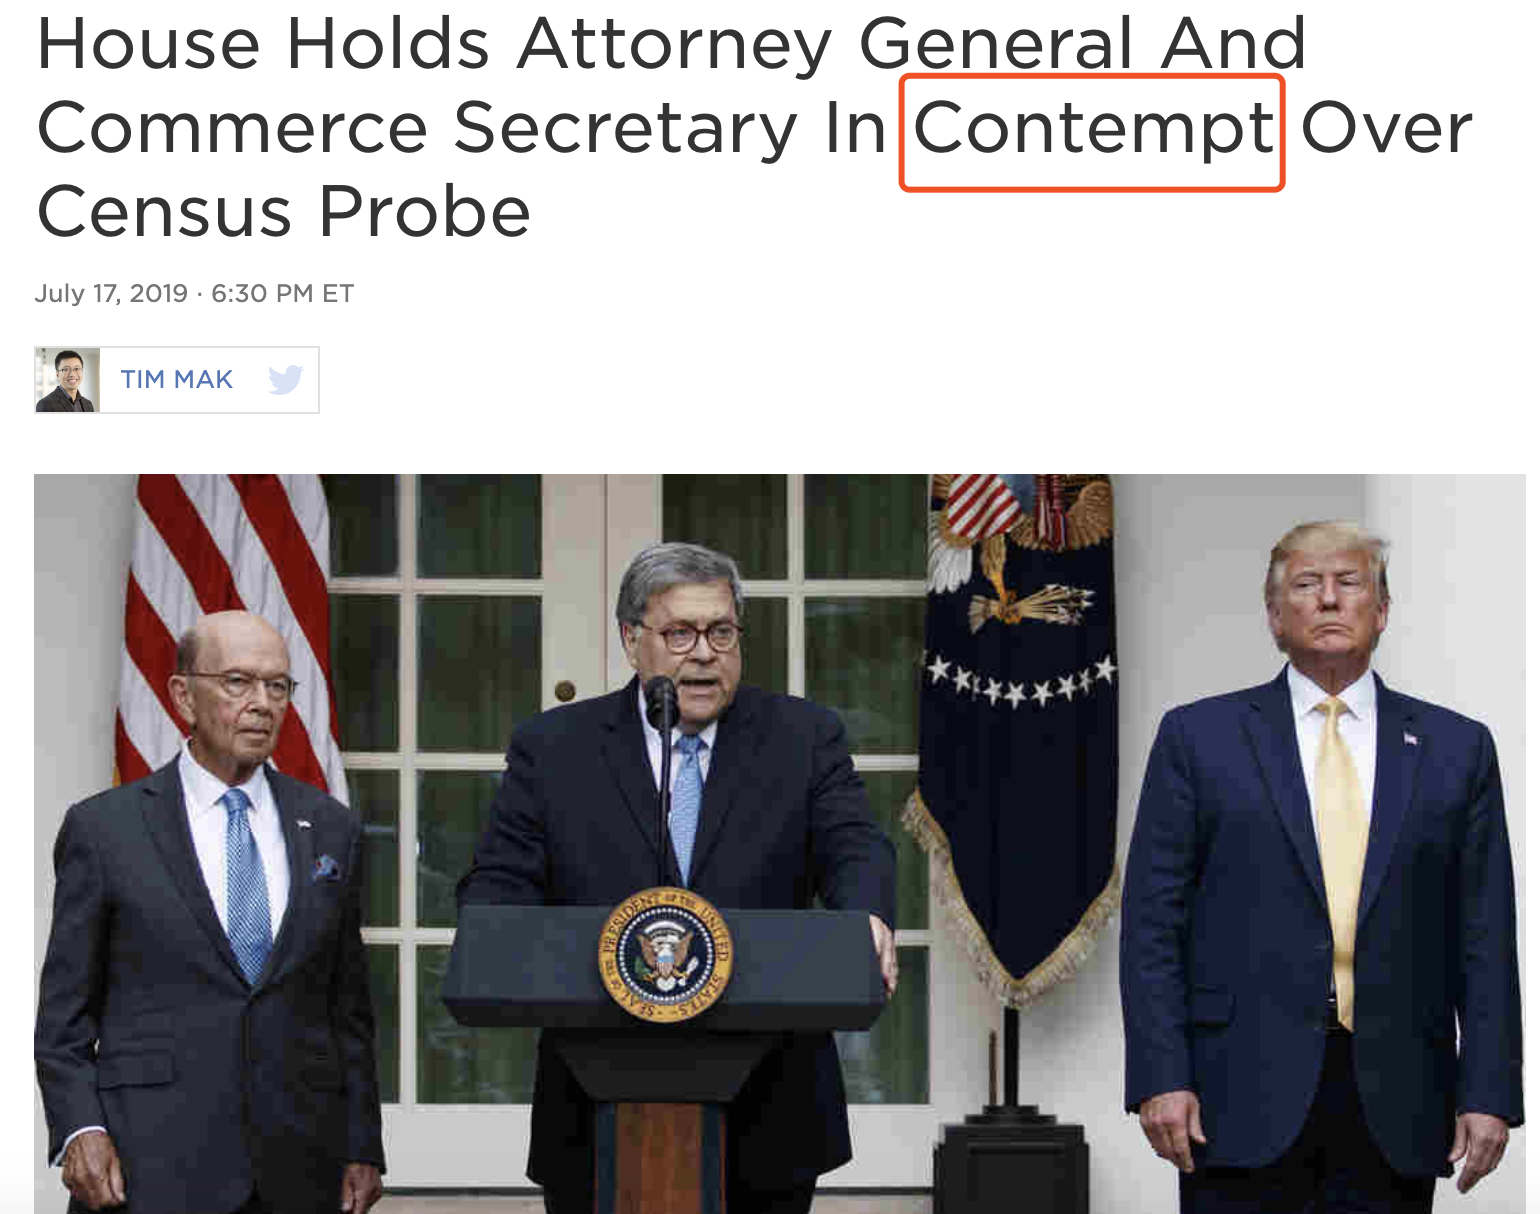 House Holds Attorney General And
Commerce Secretary In Contempt Over
Census Probe
July 17, 2019 · 6:30 PM ET
TIM MAK
SEAL OF THE PRESIDENT OF THE UNITED STATES